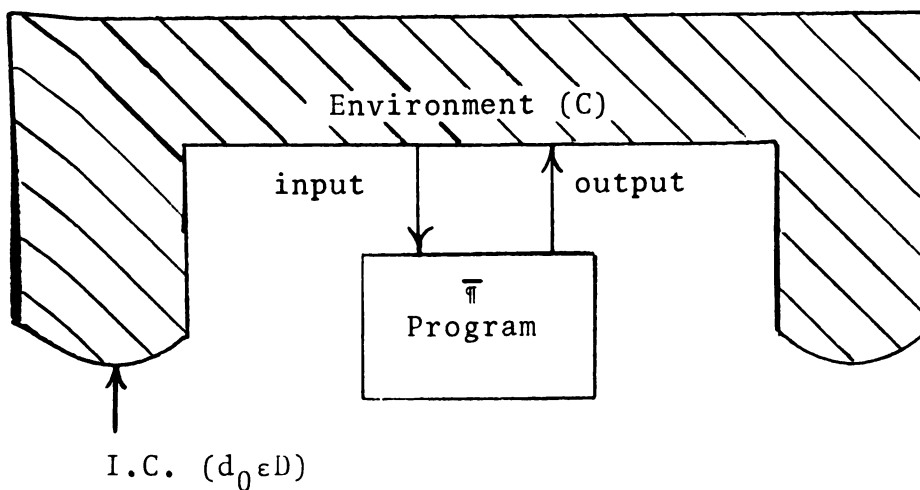 Environment (C)
input
output
π̄
Program
I.C. (d₀εD)